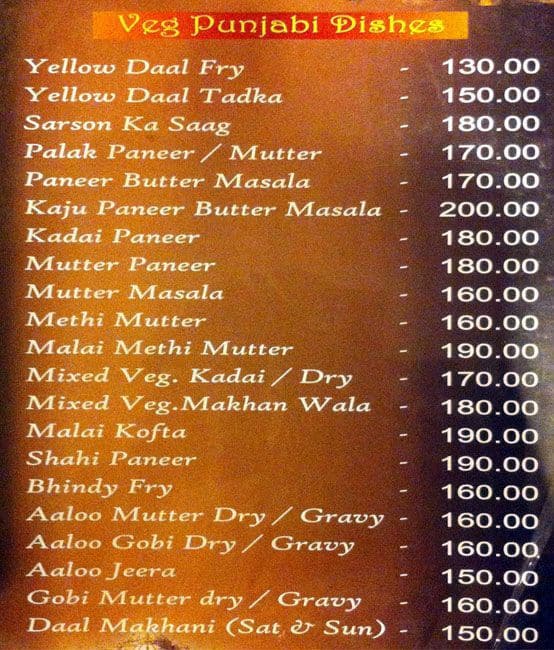 Veg Punjabi Dishes
Yellow Daal Fry - 130.00
Yellow Daal Tadka - 150.00
Sarson Ka Saag - 180.00
Palak Paneer / Mutter - 170.00
Paneer Butter Masala - 170.00
Kaju Paneer Butter Masala - 200.00
Kadai Paneer - 180.00
Mutter Paneer - 180.00
Mutter Masala - 160.00
Methi Mutter - 160.00
Malai Methi Mutter - 190.00
Mixed Veg. Kadai / Dry - 170.00
Mixed Veg.Makhan Wala - 180.00
Malai Kofta - 190.00
Shahi Paneer - 190.00
Bhindy Fry - 160.00
Aaloo Mutter Dry / Gravy - 160.00
Aaloo Gobi Dry / Gravy - 160.00
Aaloo Jeera - 150.00
Gobi Mutter dry / Gravy - 160.00
Daal Makhani (Sat & Sun) - 150.00